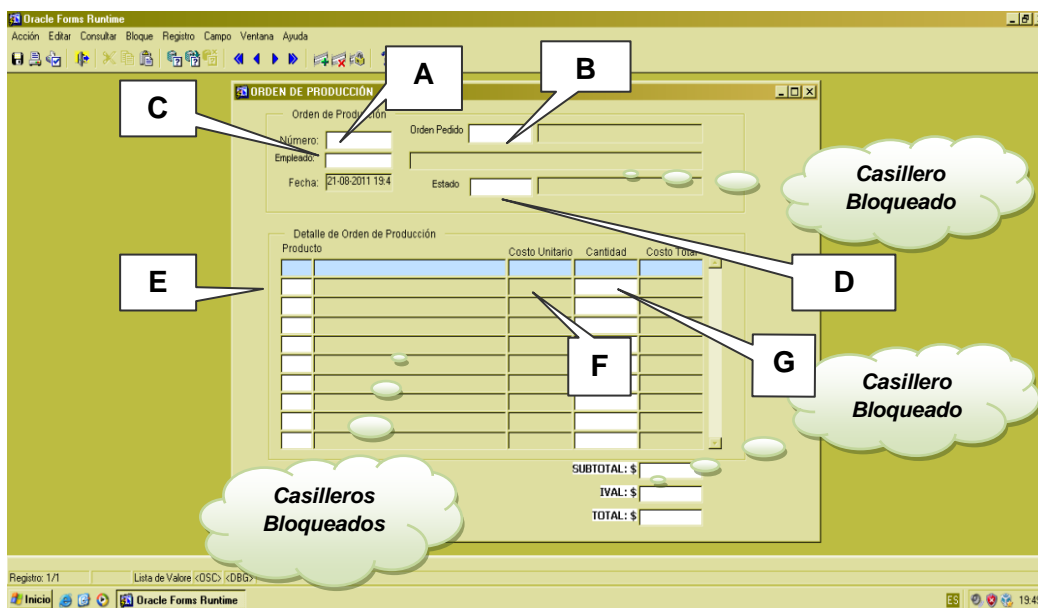 Oracle Forms Runtime
Acción Editar Consultar Bloque Registro Campo Ventana Ayuda
A
B
C
ORDEN DE PRODUCCIÓN
Orden de Producción
Número:
Orden Pedido
Empleado:
Fecha: 21-08-2011 19:4
Estado
Casillero
Bloqueado
Detalle de Orden de Producción
Producto Costo Unitario Cantidad Costo Total
E
D
F
G
Casillero
Bloqueado
SUBTOTAL: $
IVAL: $
TOTAL: $
Casilleros
Bloqueados
Registro: 1/1 Lista de Valore <OSC> <DBG>
Inicio Oracle Forms Runtime ES